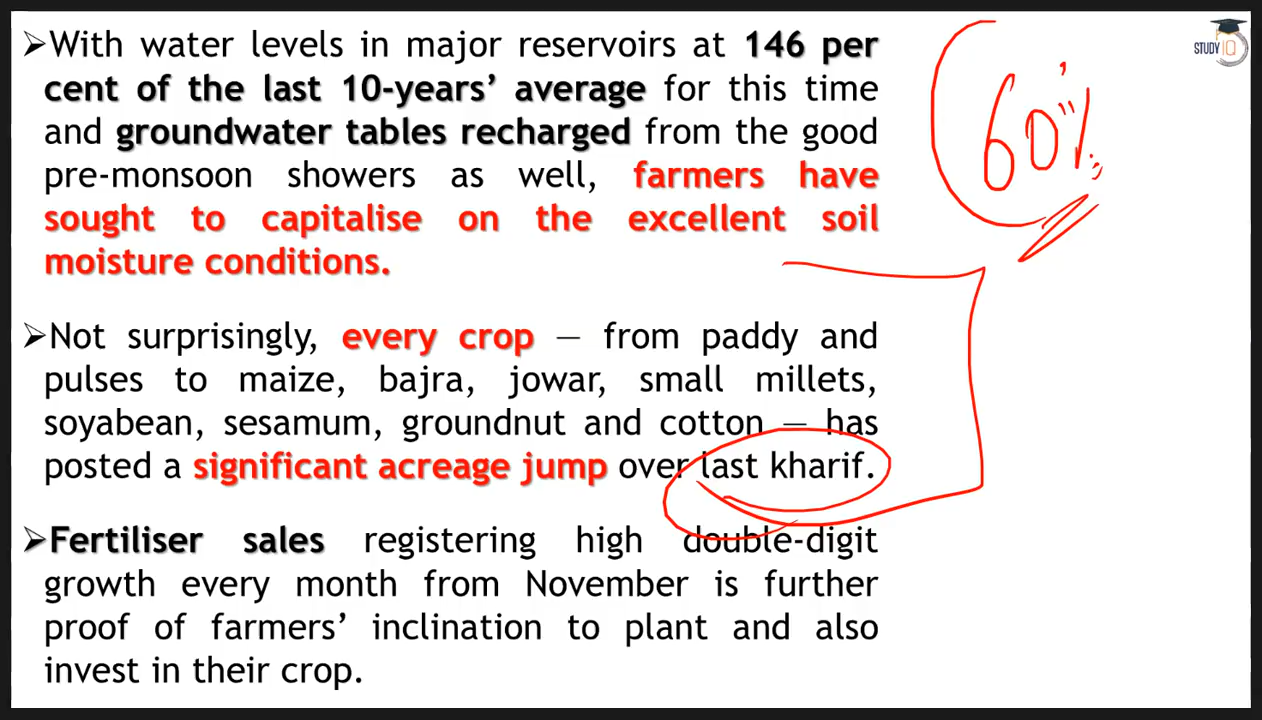 ➢With water levels in major reservoirs at 146 per
cent of the last 10-years’ average for this time
and groundwater tables recharged from the good
pre-monsoon showers as well, farmers have
sought to capitalise on the excellent soil
moisture conditions.
➢Not surprisingly, every crop — from paddy and
pulses to maize, bajra, jowar, small millets,
soyabean, sesamum, groundnut and cotton — has
posted a significant acreage jump over last kharif.
➢Fertiliser sales registering high double-digit
growth every month from November is further
proof of farmers’ inclination to plant and also
invest in their crop.
60%
STUDY IQ